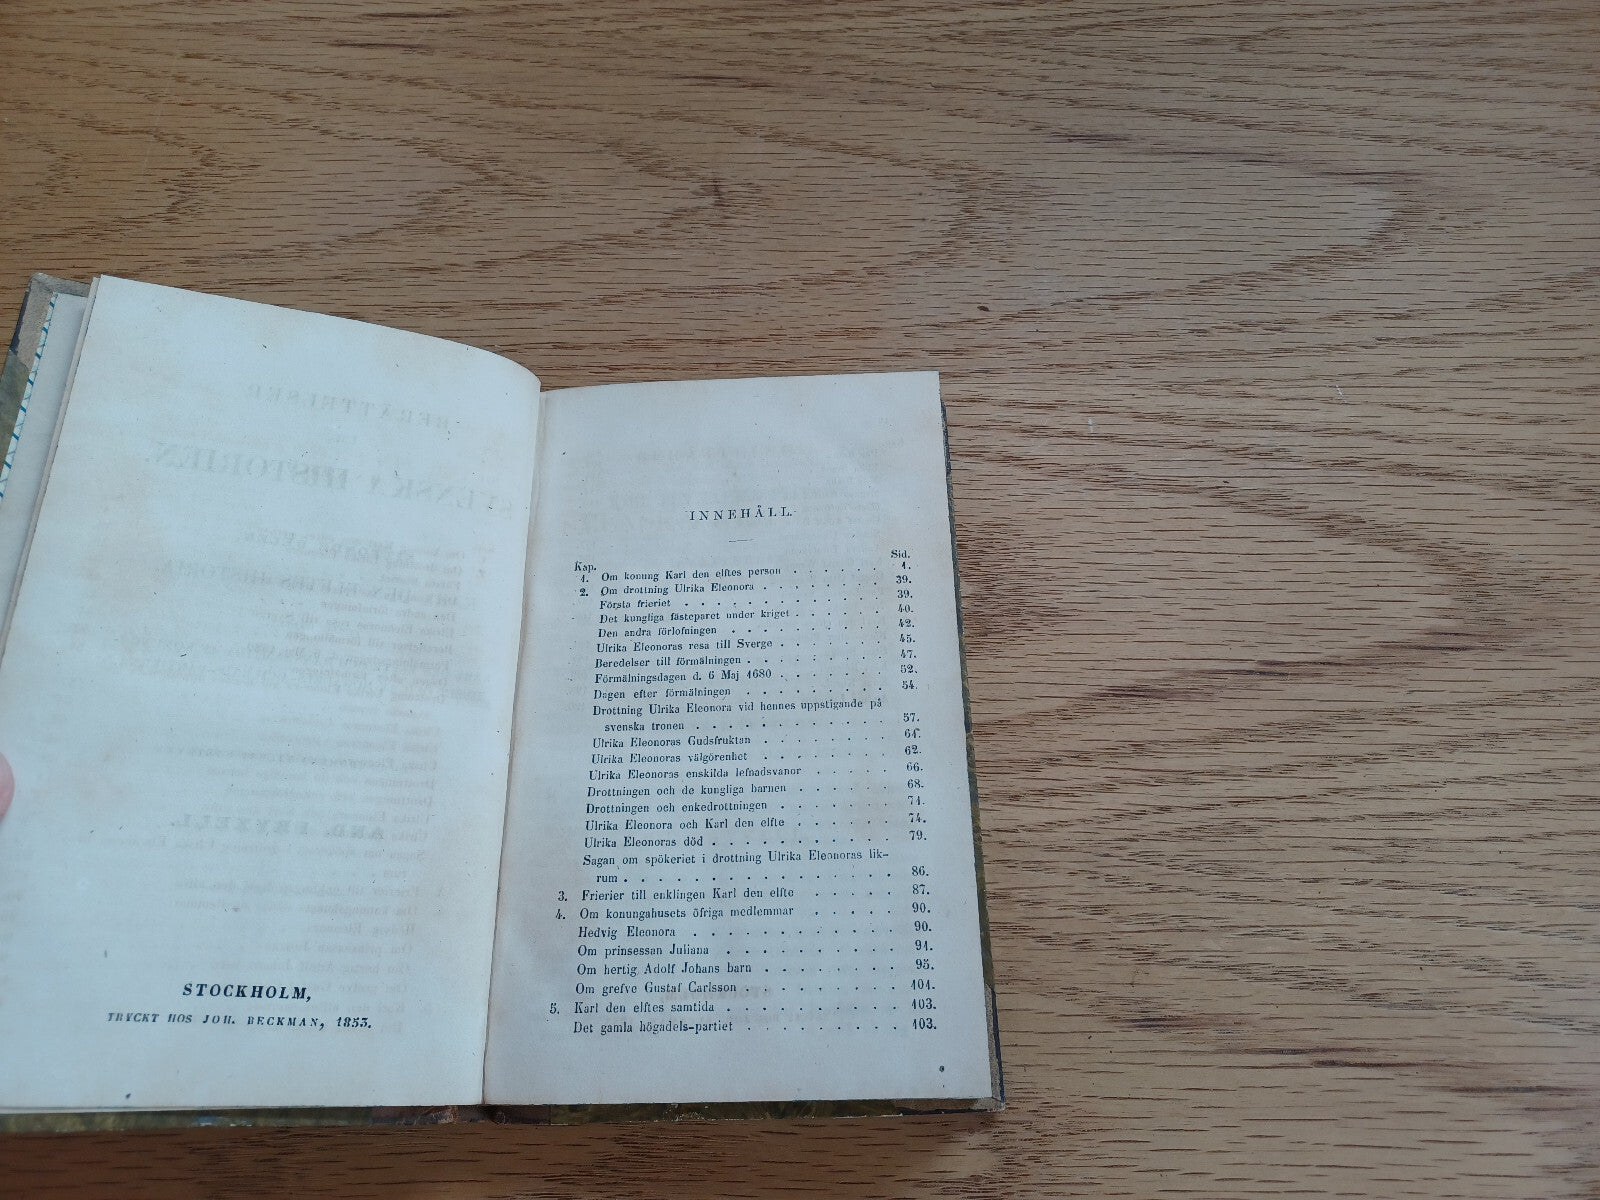 STOCKHOLM,
TRYCKT HOS JOH. BECKMAN, 1853.
INNEHÅLL.
Kap. Sid.
1. Om konung Karl den elftes person . . . . . . 1.
2. Om drottning Ulrika Eleonora . . . . . . . . 39.
Första frieriet . . . . . . . . . . . . 39.
Det kungliga fästeparet under kriget . . . . . . 40.
Den andra förlofningen . . . . . . . . . . 42.
Ulrika Eleonoras resa till Sverge . . . . . . . 45.
Beredelser till förmälningen . . . . . . . . . 47.
Förmälningsdagen d. 6 Maj 1680 . . . . . . . 52.
Dagen efter förmälningen . . . . . . . . . 54.
Drottning Ulrika Eleonora vid hennes uppstigande på
svenska tronen . . . . . . . . . . . . 57.
Ulrika Eleonoras Gudsfruktan . . . . . . . . 61.
Ulrika Eleonoras välgörenhet . . . . . . . . 62.
Ulrika Eleonoras enskilda lefnadsvanor . . . . . 66.
Drottningen och de kungliga barnen . . . . . . 68.
Drottningen och enkedrottningen . . . . . . . 71.
Ulrika Eleonora och Karl den elfte . . . . . . 74.
Ulrika Eleonoras död . . . . . . . . . . . 79.
Sagan om spökeriet i drottning Ulrika Eleonoras lik-
rum . . . . . . . . . . . . . . . . 86.
3. Frierier till enklingen Karl den elfte . . . . . 87.
4. Om konungahusets öfriga medlemmar . . . . . 90.
Hedvig Eleonora . . . . . . . . . . . . 90.
Om prinsessan Juliana . . . . . . . . . . 91.
Om hertig Adolf Johans barn . . . . . . . . 95.
Om grefve Gustaf Carlsson . . . . . . . . . 101.
5. Karl den elftes samtida . . . . . . . . . . 103.
Det gamla högadels-partiet . . . . . . . . . 103.